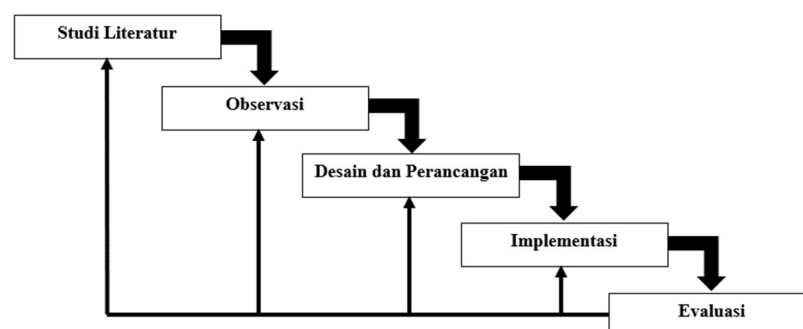 Studi Literatur
Observasi
Desain dan Perancangan
Implementasi
Evaluasi